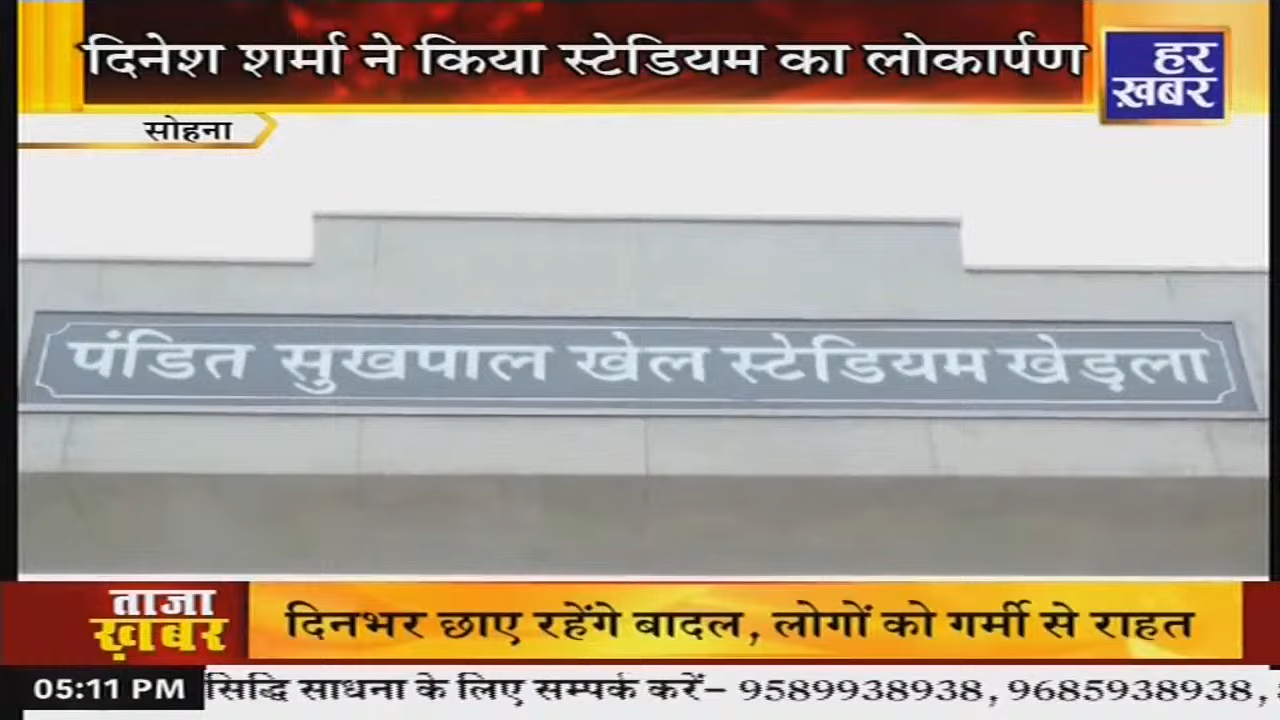 दिनेश शर्मा ने किया स्टेडियम का लोकार्पण
हर
ख़बर
सोहना
पंडित सुखपाल खेल स्टेडियम खेड़ला
ताजा
ख़बर
दिनभर छाए रहेंगे बादल, लोगों को गर्मी से राहत
05:11 PM
सिद्धि साधना के लिए सम्पर्क करें– 9589938938, 9685938938,